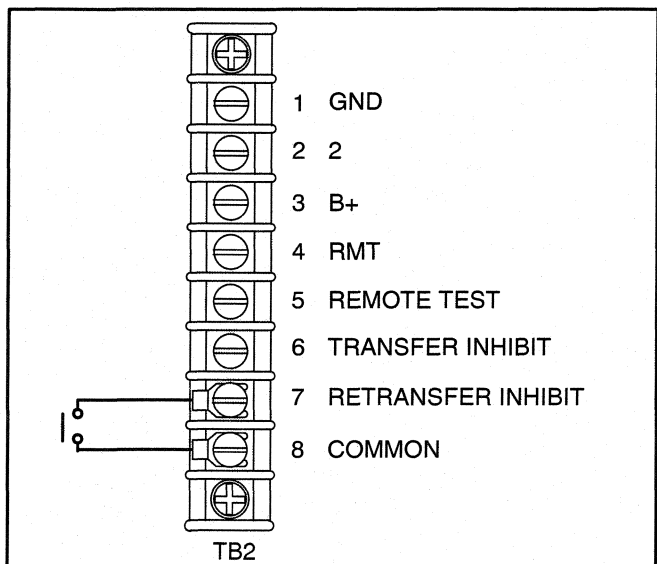 1 GND
2 2
3 B+
4 RMT
5 REMOTE TEST
6 TRANSFER INHIBIT
7 RETRANSFER INHIBIT
8 COMMON
TB2